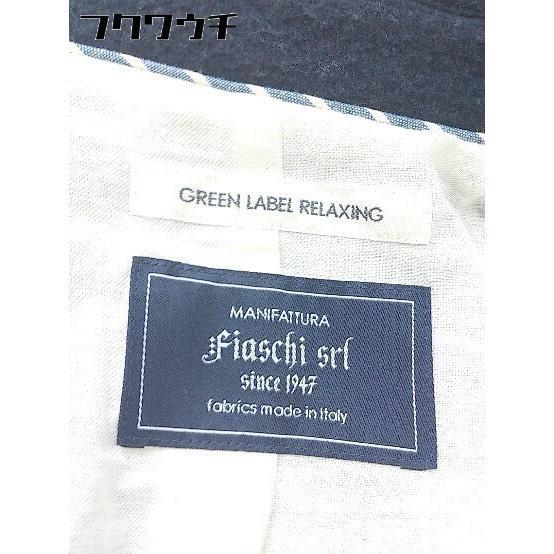 フクワウチ
GREEN LABEL RELAXING
MANIFATTURA
Fiaschi srl
since 1947
fabrics made in Italy